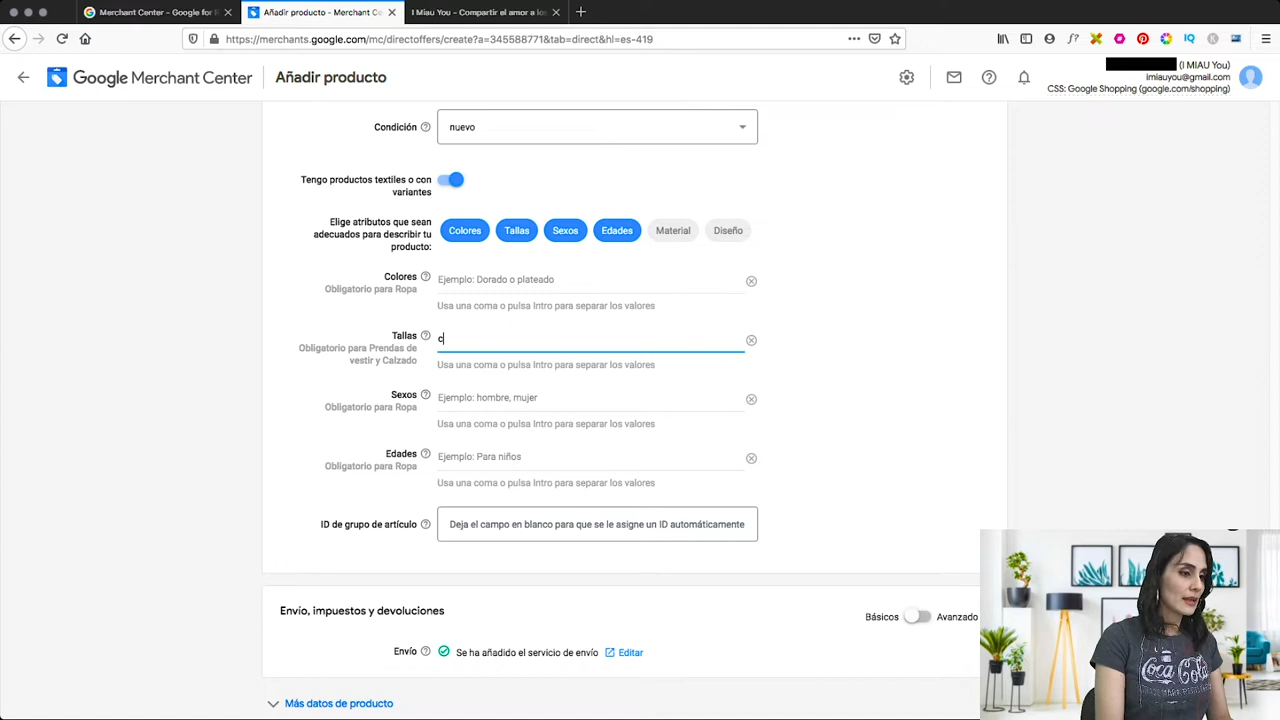 Merchant Center – Google for R
Añadir producto - Merchant Ce
I Miau You - Compartir el amor a los
https://merchants.google.com/mc/directoffers/create?a=345588771&tab=direct&hl=es-419
Google Merchant Center
Añadir producto
(I MIAU You)
imiauyou@gmail.com
CSS: Google Shopping (google.com/shopping)
Condición
nuevo
Tengo productos textiles o con
variantes
Elige atributos que sean
adecuados para describir tu
producto:
Colores Tallas Sexos Edades Material Diseño
Colores
Obligatorio para Ropa
Ejemplo: Dorado o plateado
Usa una coma o pulsa Intro para separar los valores
Tallas
Obligatorio para Prendas de
vestir y Calzado
c
Usa una coma o pulsa Intro para separar los valores
Sexos
Obligatorio para Ropa
Ejemplo: hombre, mujer
Usa una coma o pulsa Intro para separar los valores
Edades
Obligatorio para Ropa
Ejemplo: Para niños
Usa una coma o pulsa Intro para separar los valores
ID de grupo de artículo
Deja el campo en blanco para que se le asigne un ID automáticamente
Envío, impuestos y devoluciones
Básicos
Avanzado
Envío
Se ha añadido el servicio de envío
Editar
Más datos de producto
Coca Cola